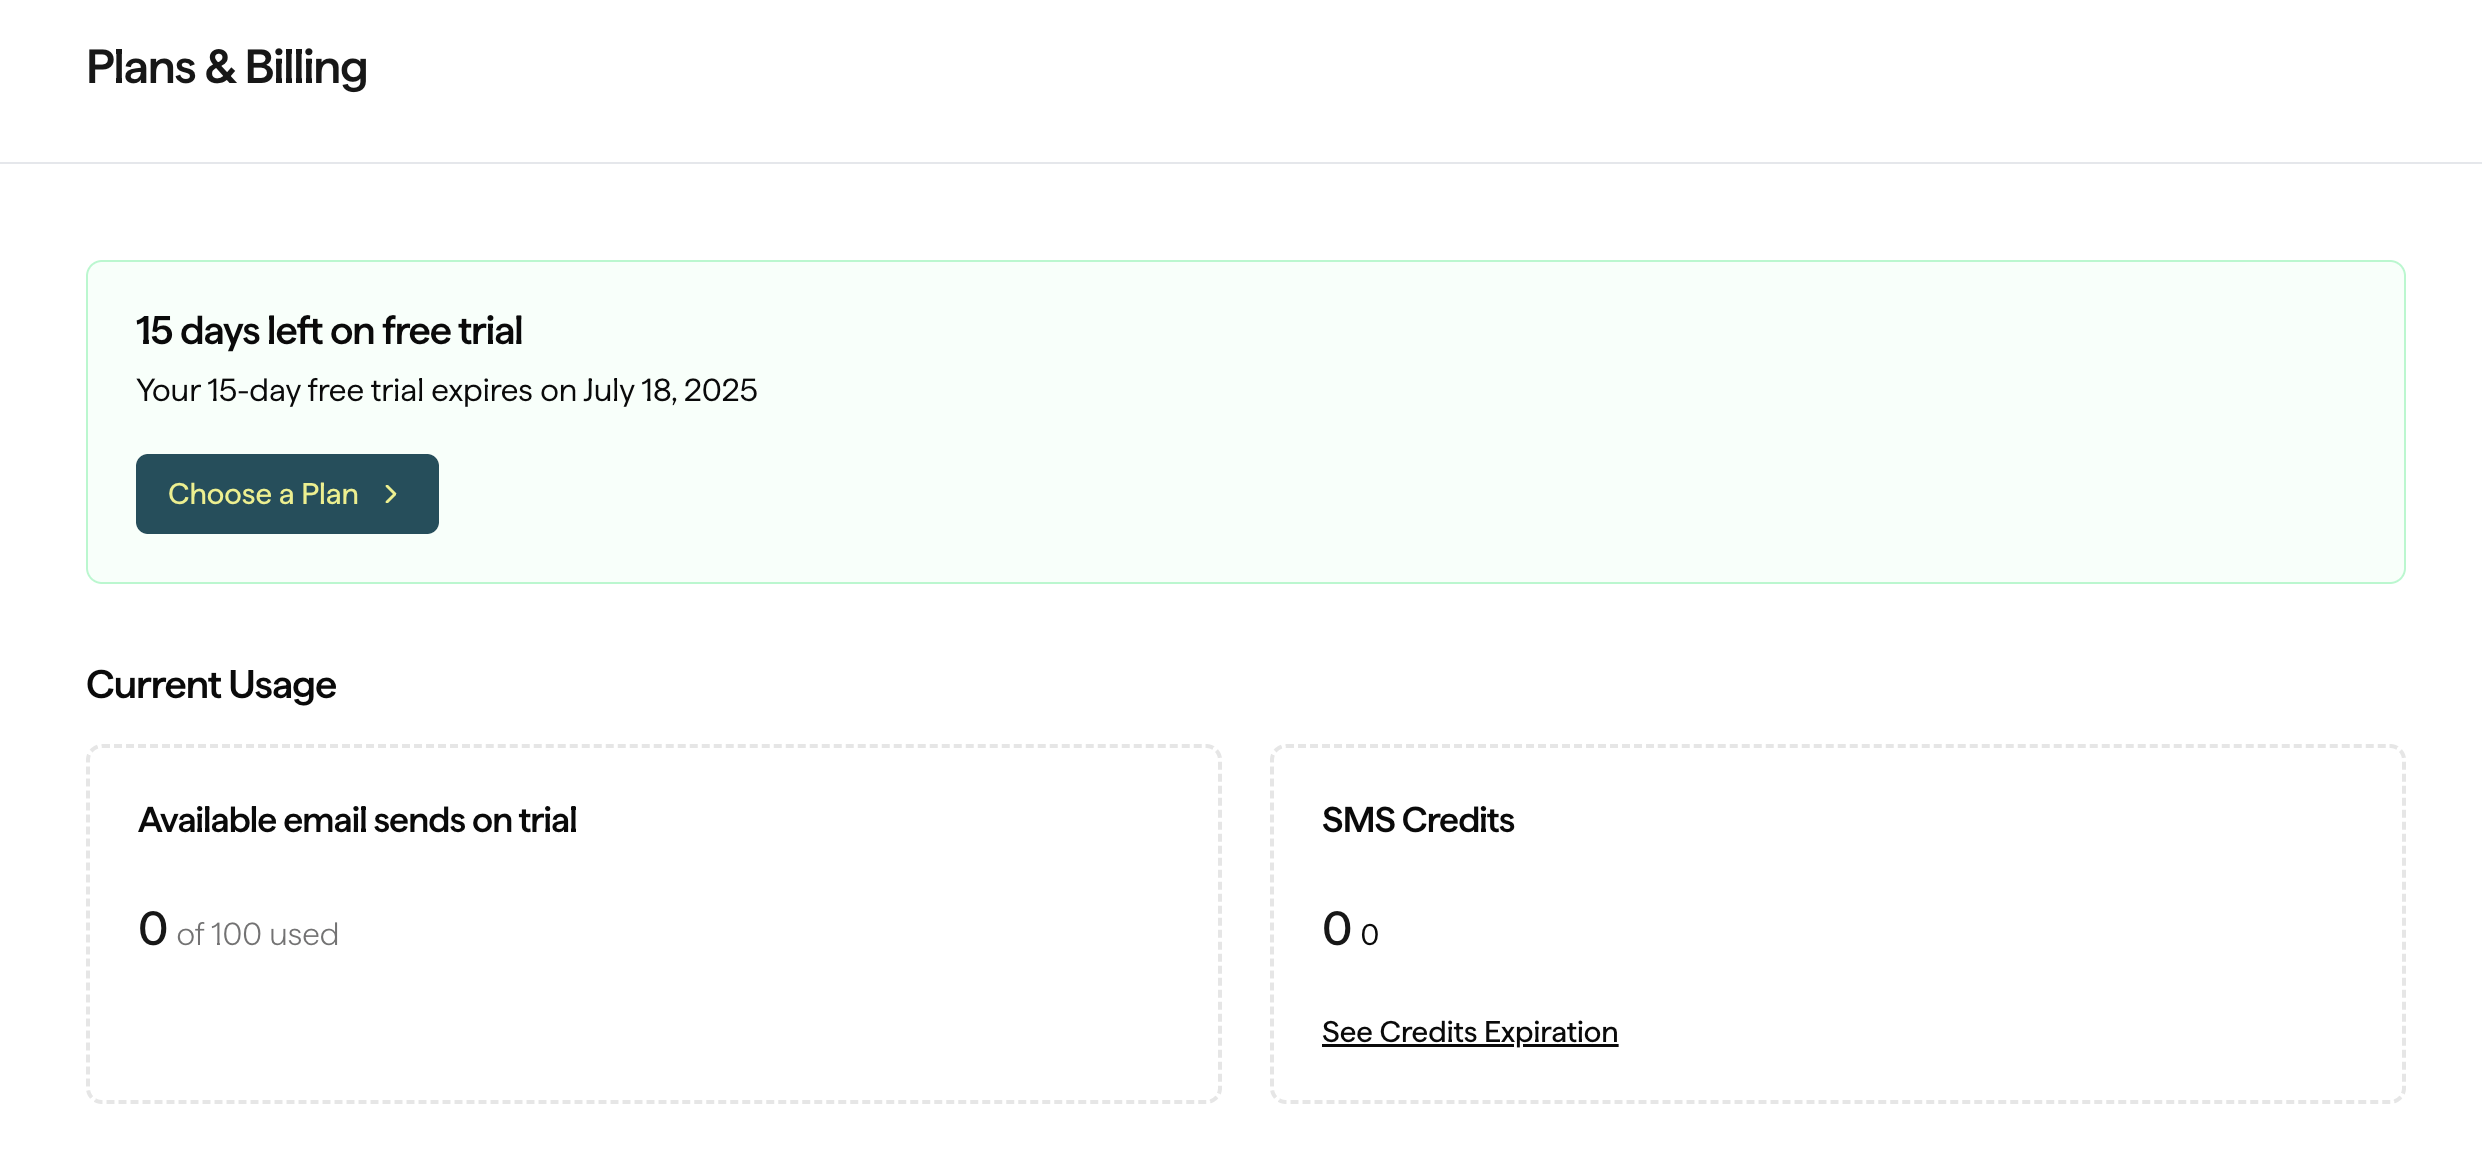 Plans & Billing
15 days left on free trial
Your 15-day free trial expires on July 18, 2025
Choose a Plan
Current Usage
Available email sends on trial
0 of 100 used
SMS Credits
0 0
See Credits Expiration